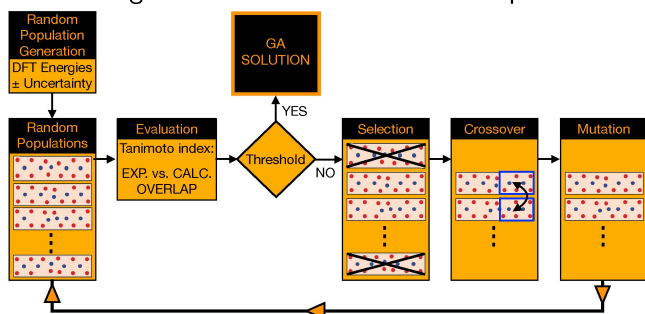 Random
Population
Generation
DFT Energies
± Uncertainty
GA
SOLUTION
YES
Random
Populations
Evaluation
Tanimoto index:
EXP. vs. CALC.
OVERLAP
Threshold
NO
Selection
Crossover
Mutation